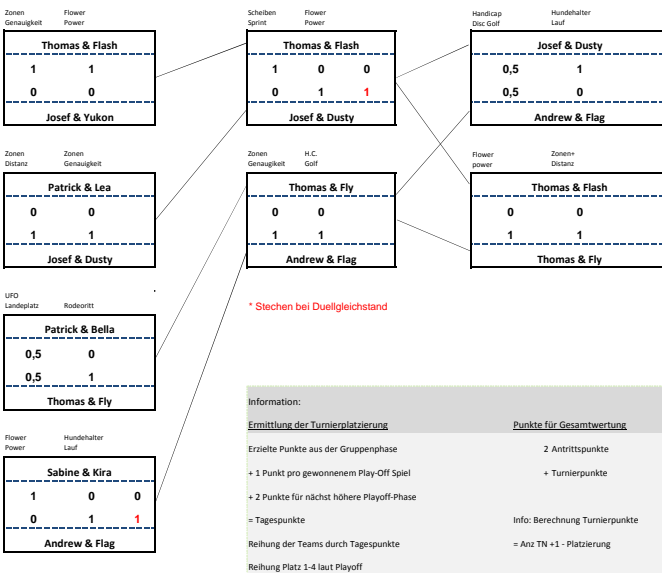 Zonen Flower
Genauigkeit Power
Thomas & Flash
1 1
0 0
Josef & Yukon
Zonen Zonen
Distanz Genauigkeit
Patrick & Lea
0 0
1 1
Josef & Dusty
UFO
Landeplatz Rodeoritt
Patrick & Bella
0,5 0
0,5 1
Thomas & Fly
Flower Hundehalter
Power Lauf
Sabine & Kira
1 0 0
0 1 1
Andrew & Flag
Scheiben Flower
Sprint Power
Thomas & Flash
1 0 0
0 1 1
Josef & Dusty
Zonen H.C.
Genaugikeit Golf
Thomas & Fly
0 0
1 1
Andrew & Flag
* Stechen bei Duellgleichstand
Handicap Hundehalter
Disc Golf Lauf
Josef & Dusty
0,5 1
0,5 0
Andrew & Flag
Flower Zonen+
power Distanz
Thomas & Flash
0 0
1 1
Thomas & Fly
Information:
Ermittlung der Turnierplatzierung Punkte für Gesamtwertung
Erzielte Punkte aus der Gruppenphase 2 Antrittspunkte
+ 1 Punkt pro gewonnenem Play-Off Spiel + Turnierpunkte
+ 2 Punkte für nächst höhere Playoff-Phase
= Tagespunkte Info: Berechnung Turnierpunkte
Reihung der Teams durch Tagespunkte = Anz TN +1 - Platzierung
Reihung Platz 1-4 laut Playoff